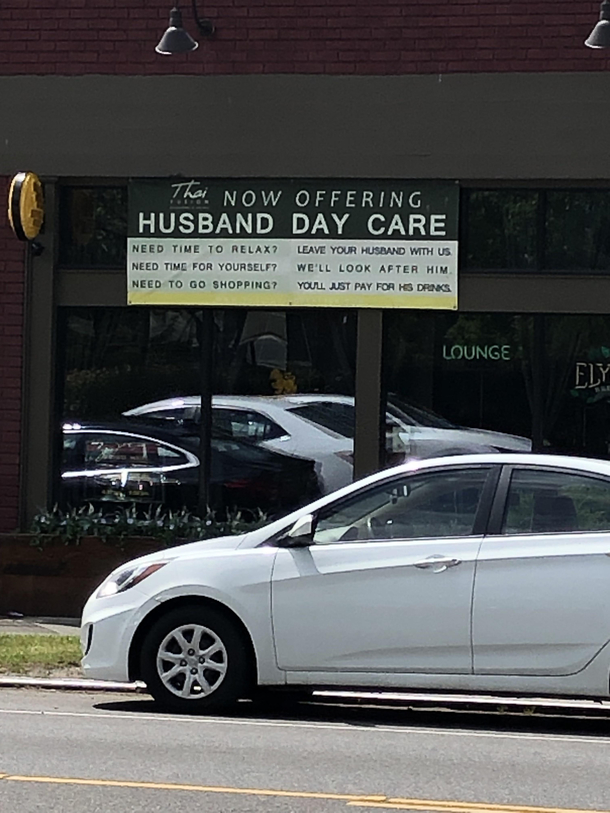 Thai
FUSION
NOW OFFERING
HUSBAND DAY CARE
NEED TIME TO RELAX?
NEED TIME FOR YOURSELF?
NEED TO GO SHOPPING?
LEAVE YOUR HUSBAND WITH US.
WE'LL LOOK AFTER HIM.
YOU'LL JUST PAY FOR HIS DRINKS.
LOUNGE
ELY